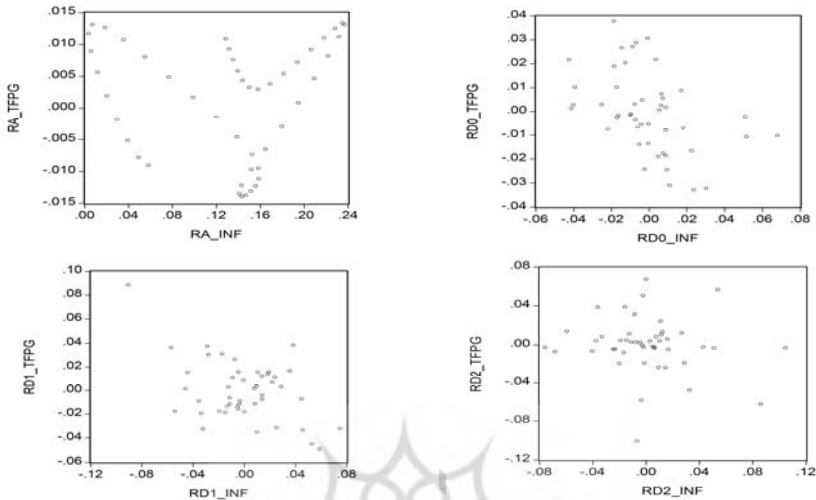 .015
.010
.005
.000
-.005
-.010
-.015
RA_TFPG
.00 .04 .08 .12 .16 .20 .24
RA_INF
.04
.03
.02
.01
.00
-.01
-.02
-.03
-.04
RD0_TFPG
-.06 -.04 -.02 .00 .02 .04 .06 .08
RD0_INF
.10
.08
.06
.04
.02
.00
-.02
-.04
-.06
RD1_TFPG
-.12 -.08 -.04 .00 .04 .08
RD1_INF
.08
.04
.00
-.04
-.08
-.12
RD2_TFPG
-.08 -.04 .00 .04 .08 .12
RD2_INF